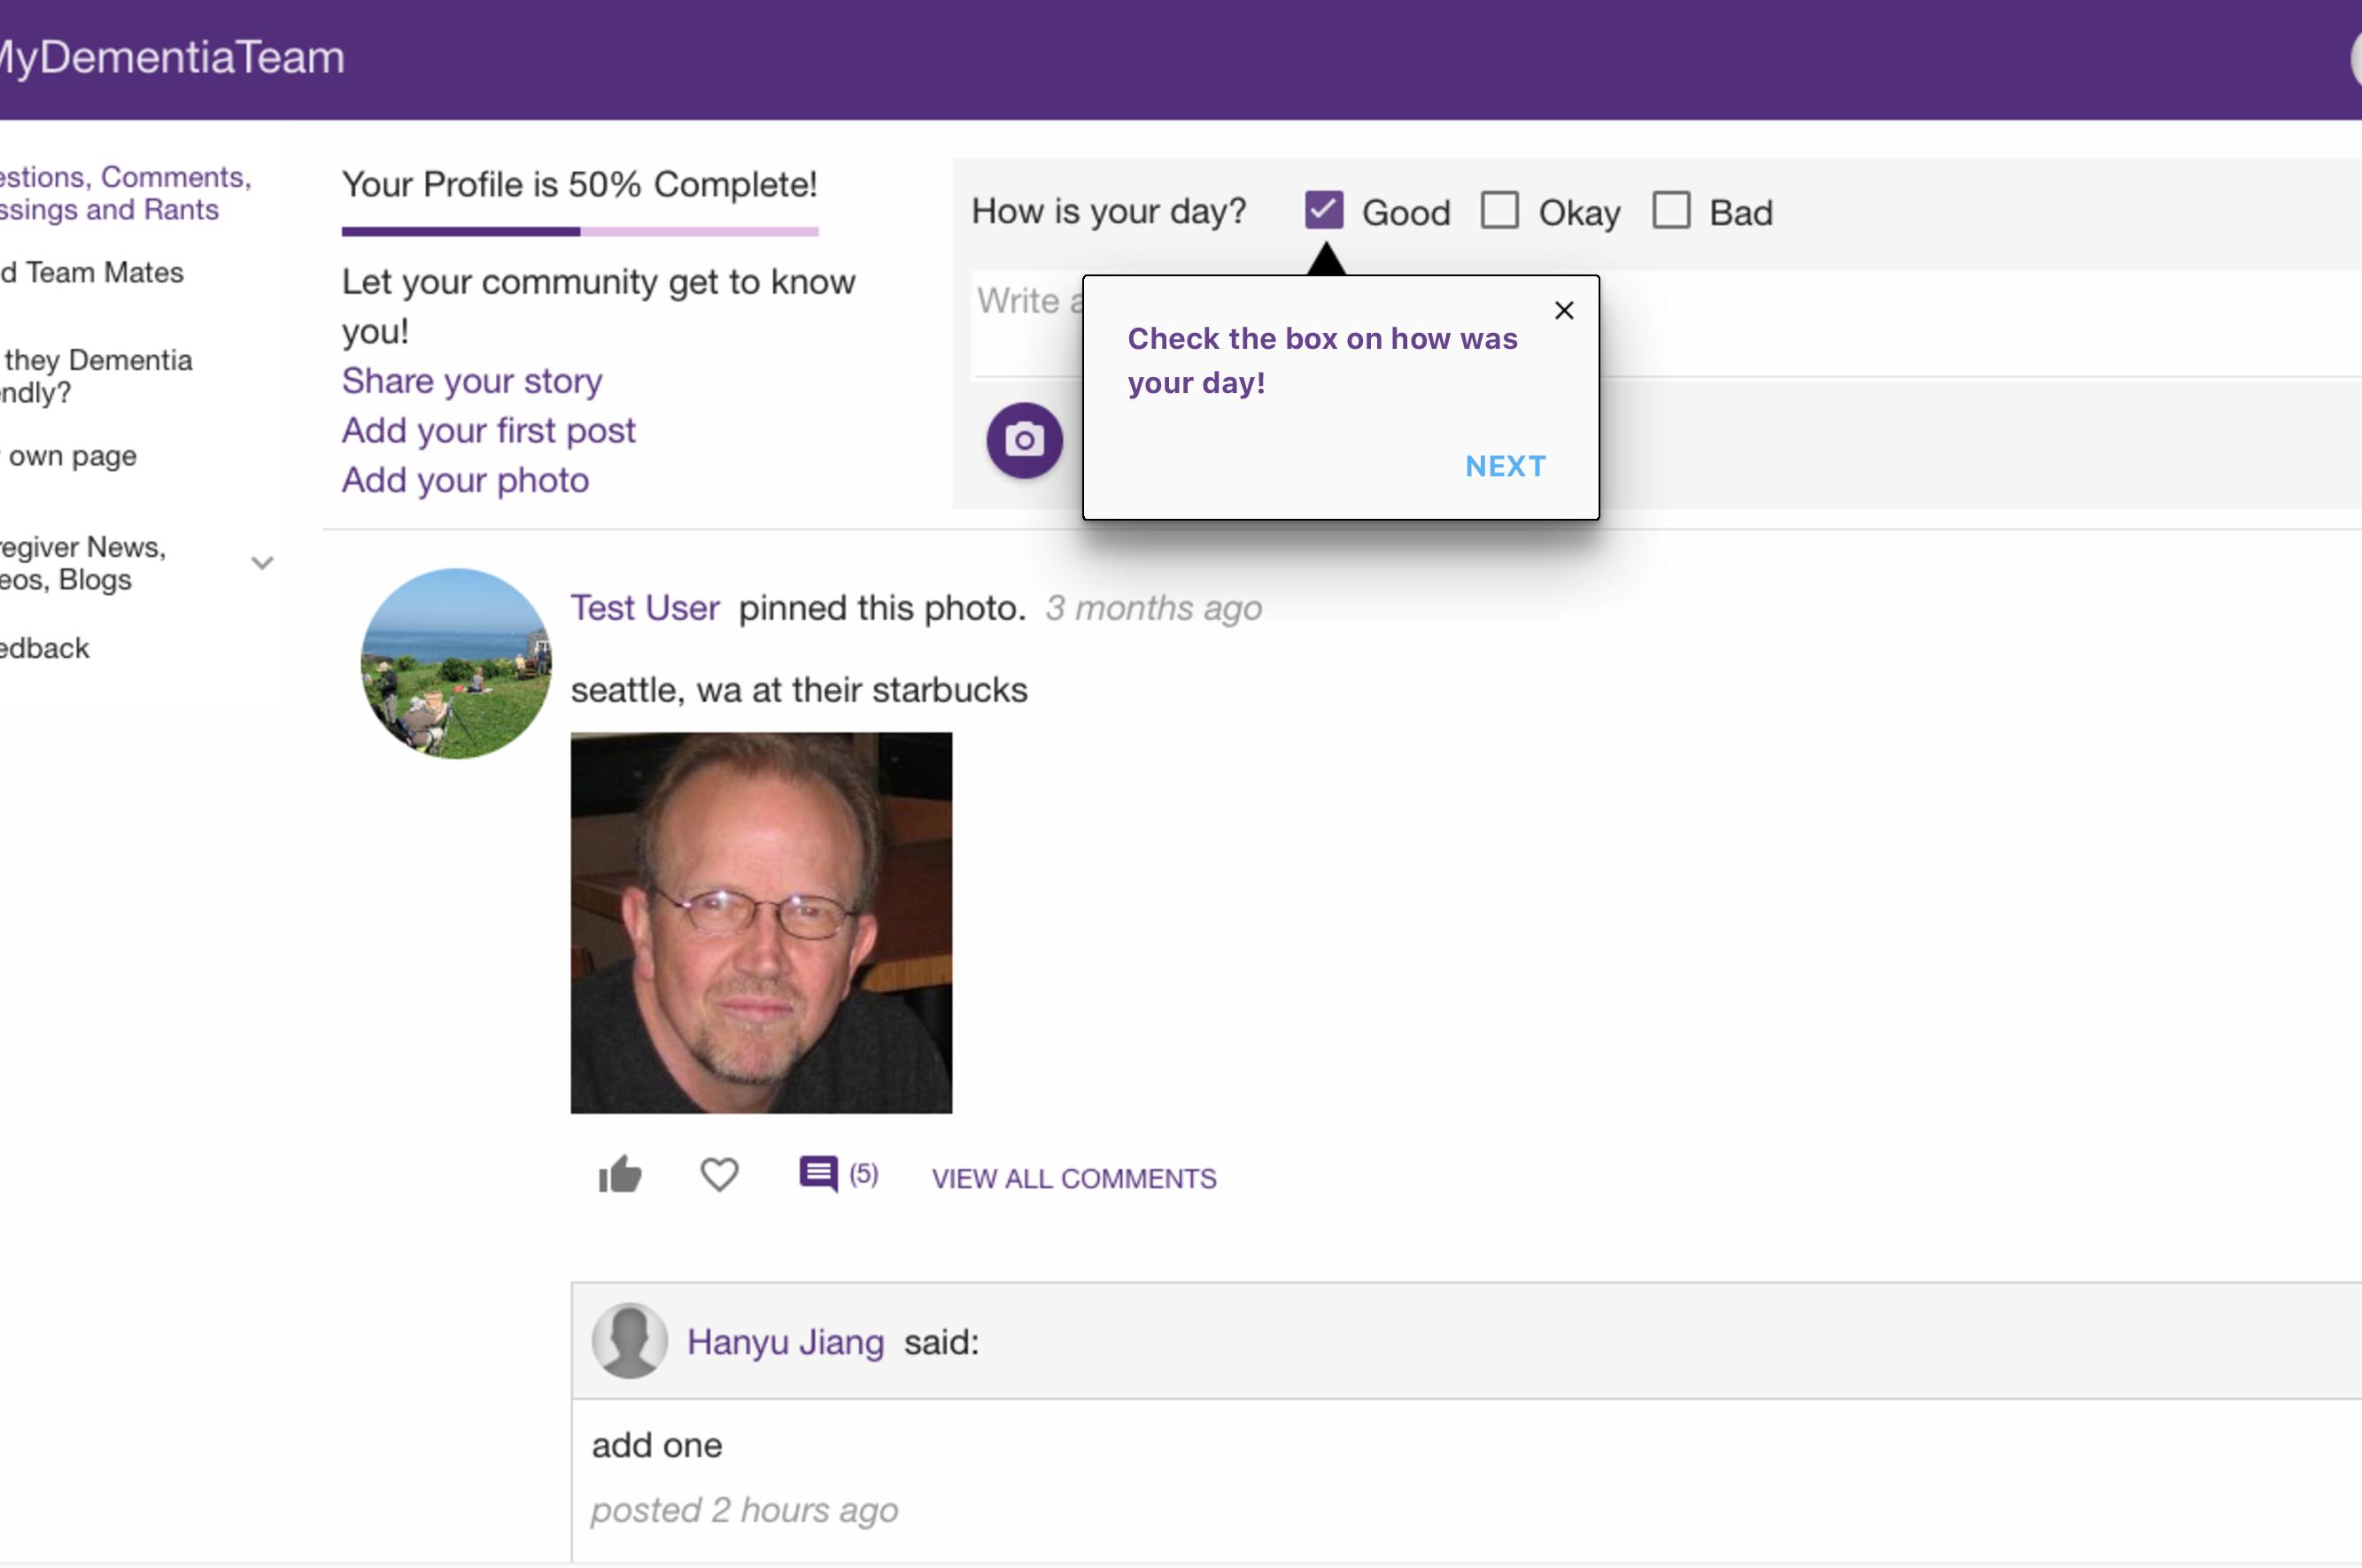 MyDementiaTeam
estions, Comments,
ssings and Rants
d Team Mates
they Dementia
ndly?
own page
regiver News,
eos, Blogs
edback
Your Profile is 50% Complete!
Let your community get to know
you!
Share your story
Add your first post
Add your photo
How is your day? Good Okay Bad
Write a
Check the box on how was
your day!
NEXT
Test User pinned this photo. 3 months ago
seattle, wa at their starbucks
(5) VIEW ALL COMMENTS
Hanyu Jiang said:
add one
posted 2 hours ago